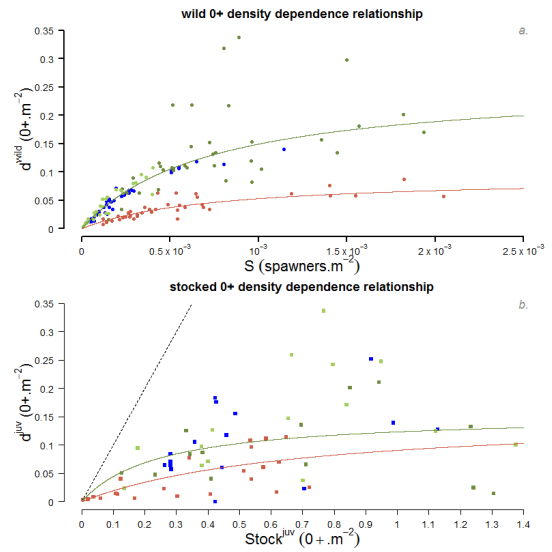 wild 0+ density dependence relationship
a.
0.35
0.3
0.25
0.2
0.15
0.1
0.05
0
d^wild (0+.m⁻²)
0 5 x 10⁻⁴ 10⁻³ 1.5 x 10⁻³ 2 x 10⁻³ 2.5 x 10⁻³
S (spawners.m⁻²)
stocked 0+ density dependence relationship
b.
0.35
0.3
0.25
0.2
0.15
0.1
0.05
0
d^juv (0+.m⁻²)
0 0.1 0.2 0.3 0.4 0.5 0.6 0.7 0.8 0.9 1 1.1 1.2 1.3 1.4
Stock^juv (0+.m⁻²)